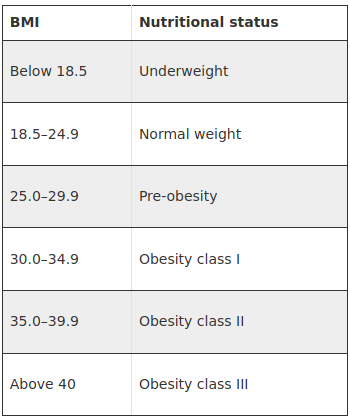 BMI Nutritional status
Below 18.5 Underweight
18.5–24.9 Normal weight
25.0–29.9 Pre-obesity
30.0–34.9 Obesity class I
35.0–39.9 Obesity class II
Above 40 Obesity class III